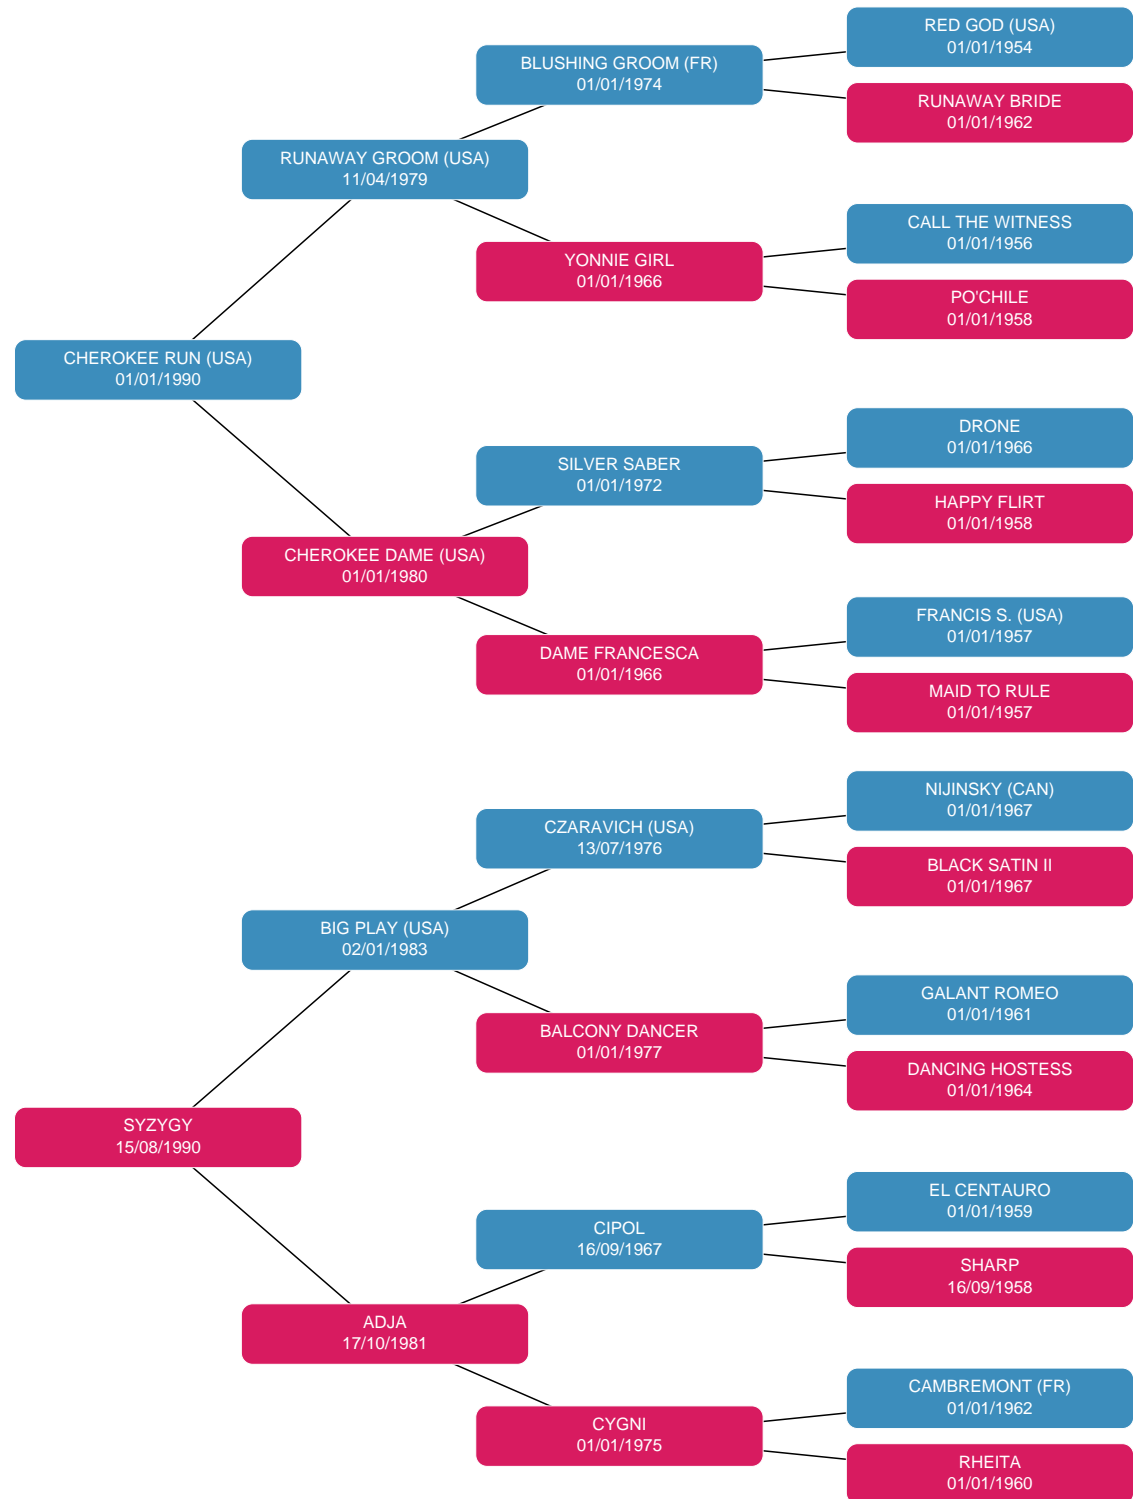 RED GOD (USA)
01/01/1954
BLUSHING GROOM (FR)
01/01/1974
RUNAWAY BRIDE
01/01/1962
RUNAWAY GROOM (USA)
11/04/1979
CALL THE WITNESS
01/01/1956
YONNIE GIRL
01/01/1966
PO'CHILE
01/01/1958
CHEROKEE RUN (USA)
01/01/1990
DRONE
01/01/1966
SILVER SABER
01/01/1972
HAPPY FLIRT
01/01/1958
CHEROKEE DAME (USA)
01/01/1980
FRANCIS S. (USA)
01/01/1957
DAME FRANCESCA
01/01/1966
MAID TO RULE
01/01/1957
NIJINSKY (CAN)
01/01/1967
CZARAVICH (USA)
13/07/1976
BLACK SATIN II
01/01/1967
BIG PLAY (USA)
02/01/1983
GALANT ROMEO
01/01/1961
BALCONY DANCER
01/01/1977
DANCING HOSTESS
01/01/1964
SYZYGY
15/08/1990
EL CENTAURO
01/01/1959
CIPOL
16/09/1967
SHARP
16/09/1958
ADJA
17/10/1981
CAMBREMONT (FR)
01/01/1962
CYGNI
01/01/1975
RHEITA
01/01/1960